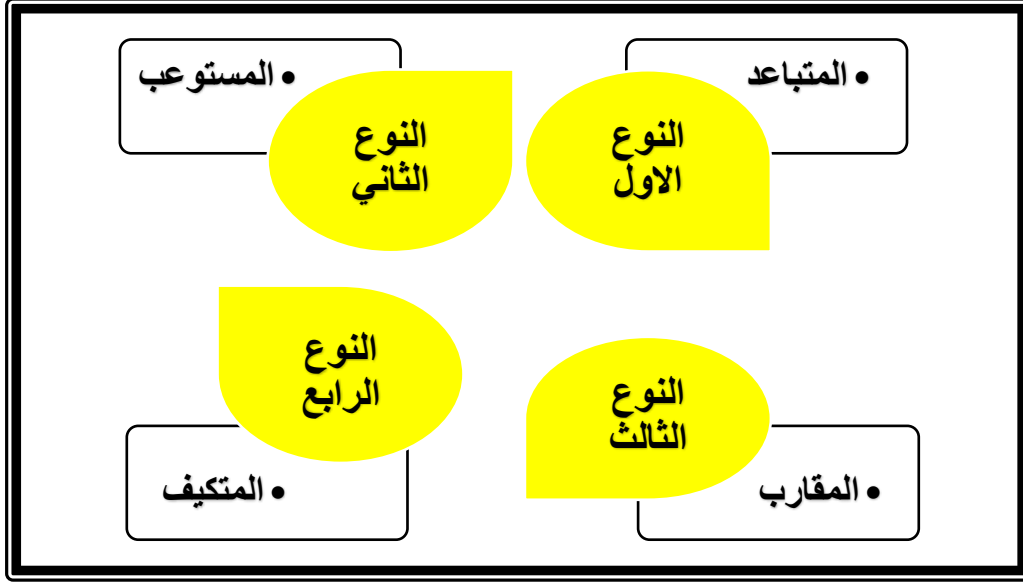 • المتباعد
النوع
الاول
• المستوعب
النوع
الثاني
النوع
الثالث
• المقارب
النوع
الرابع
• المتكيف